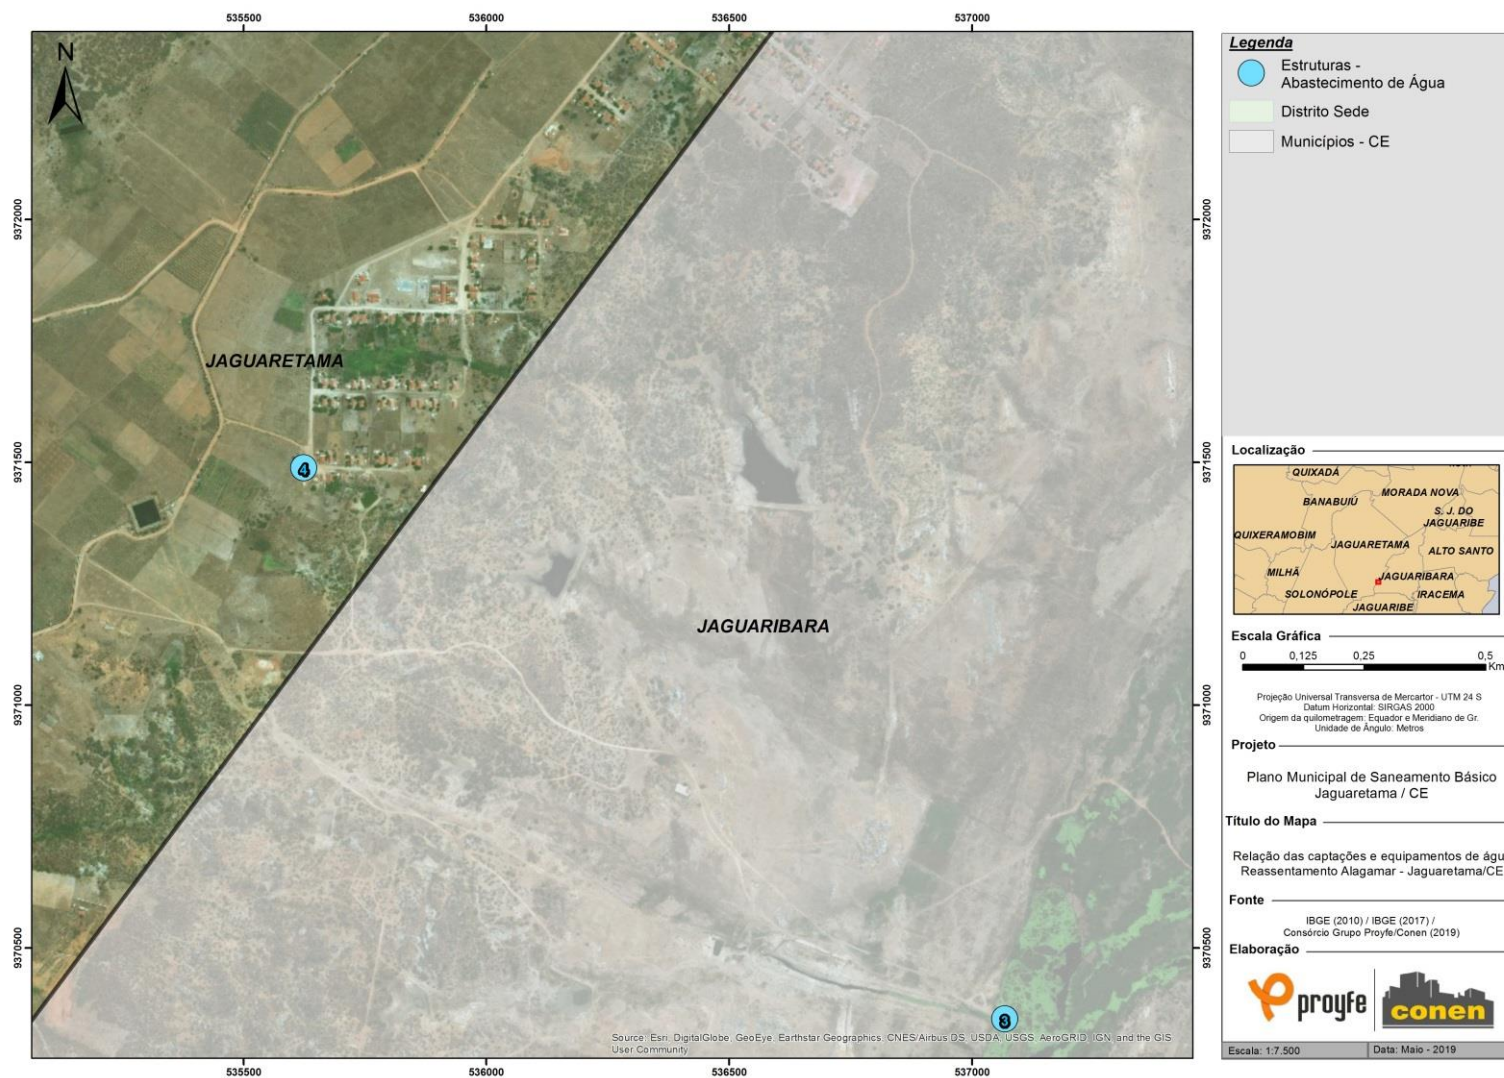 535500 536000 536500 537000
N
9372000
9371500
9371000
9370500
JAGUARETAMA
4
JAGUARIBARA
3
Source: Esri, DigitalGlobe, GeoEye, Earthstar Geographics, CNES/Airbus DS, USDA, USGS, AeroGRID, IGN, and the GIS
User Community
9372000
9371500
9371000
9370500
535500 536000 536500 537000
Legenda
Estruturas -
Abastecimento de Água
Distrito Sede
Municípios - CE
Localização
QUIXADÁ
MORADA NOVA
BANABUIÚ
S. J. DO
JAGUARIBE
QUIXERAMOBIM
JAGUARETAMA
ALTO SANTO
MILHÃ
JAGUARIBARA
SOLONÓPOLE
IRACEMA
JAGUARIBE
Escala Gráfica
0 0,125 0,25 0,5
Km
Projeção Universal Transversa de Mercartor - UTM 24 S
Datum Horizontal: SIRGAS 2000
Origem da quilometragem: Equador e Meridiano de Gr.
Unidade de Ângulo: Metros
Projeto
Plano Municipal de Saneamento Básico
Jaguaretama / CE
Título do Mapa
Relação das captações e equipamentos de águ
Reassentamento Alagamar - Jaguaretama/CE
Fonte
IBGE (2010) / IBGE (2017) /
Consórcio Grupo Proyfe/Conen (2019)
Elaboração
proyfe
conen
Escala: 1:7.500
Data: Maio - 2019